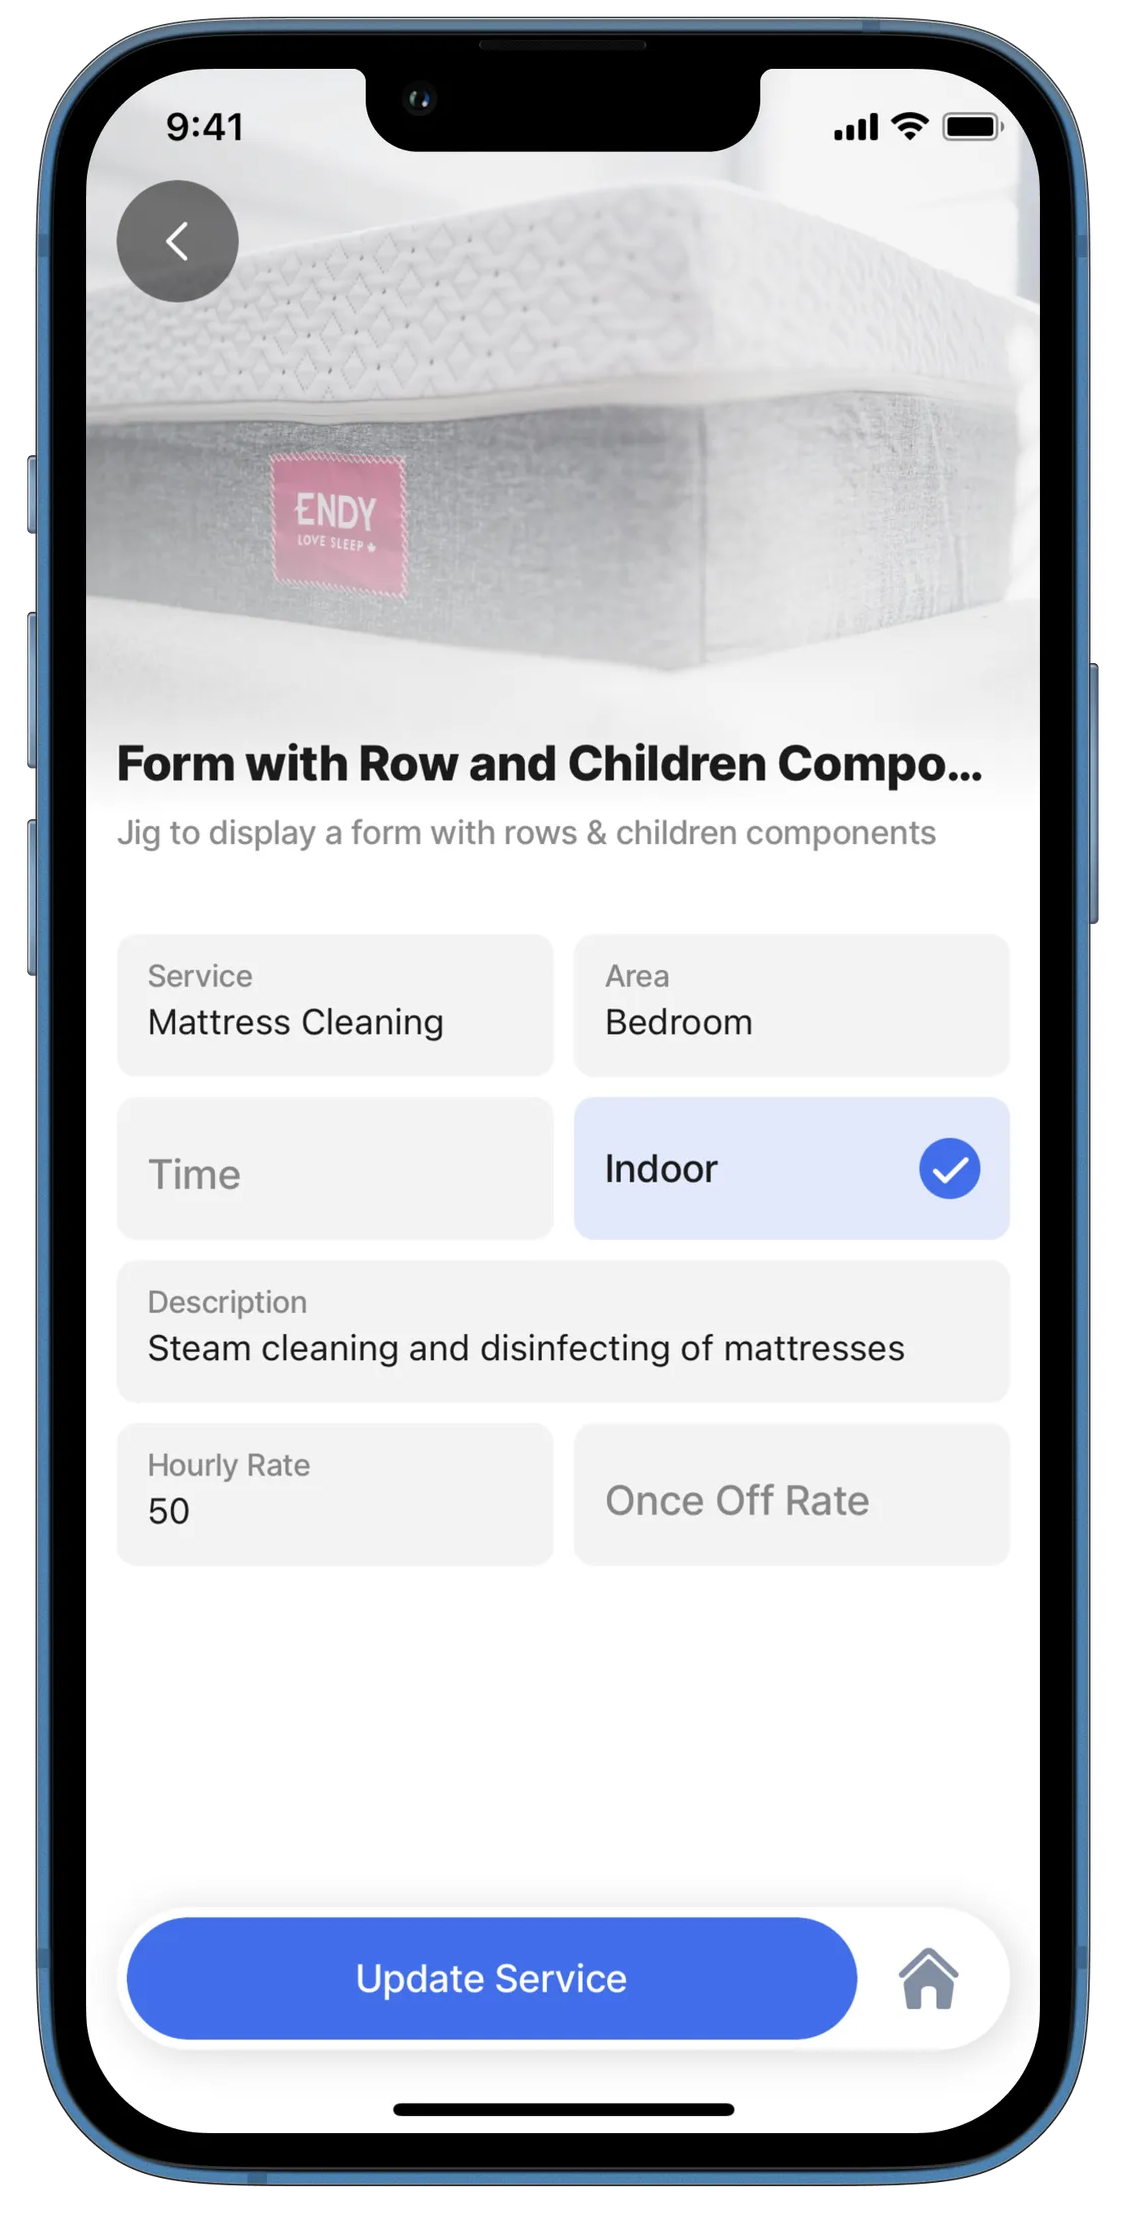 9:41
ENDY
LOVE SLEEP
Form with Row and Children Compo...
Jig to display a form with rows & children components
Service
Mattress Cleaning
Area
Bedroom
Time
Indoor
Description
Steam cleaning and disinfecting of mattresses
Hourly Rate
50
Once Off Rate
Update Service